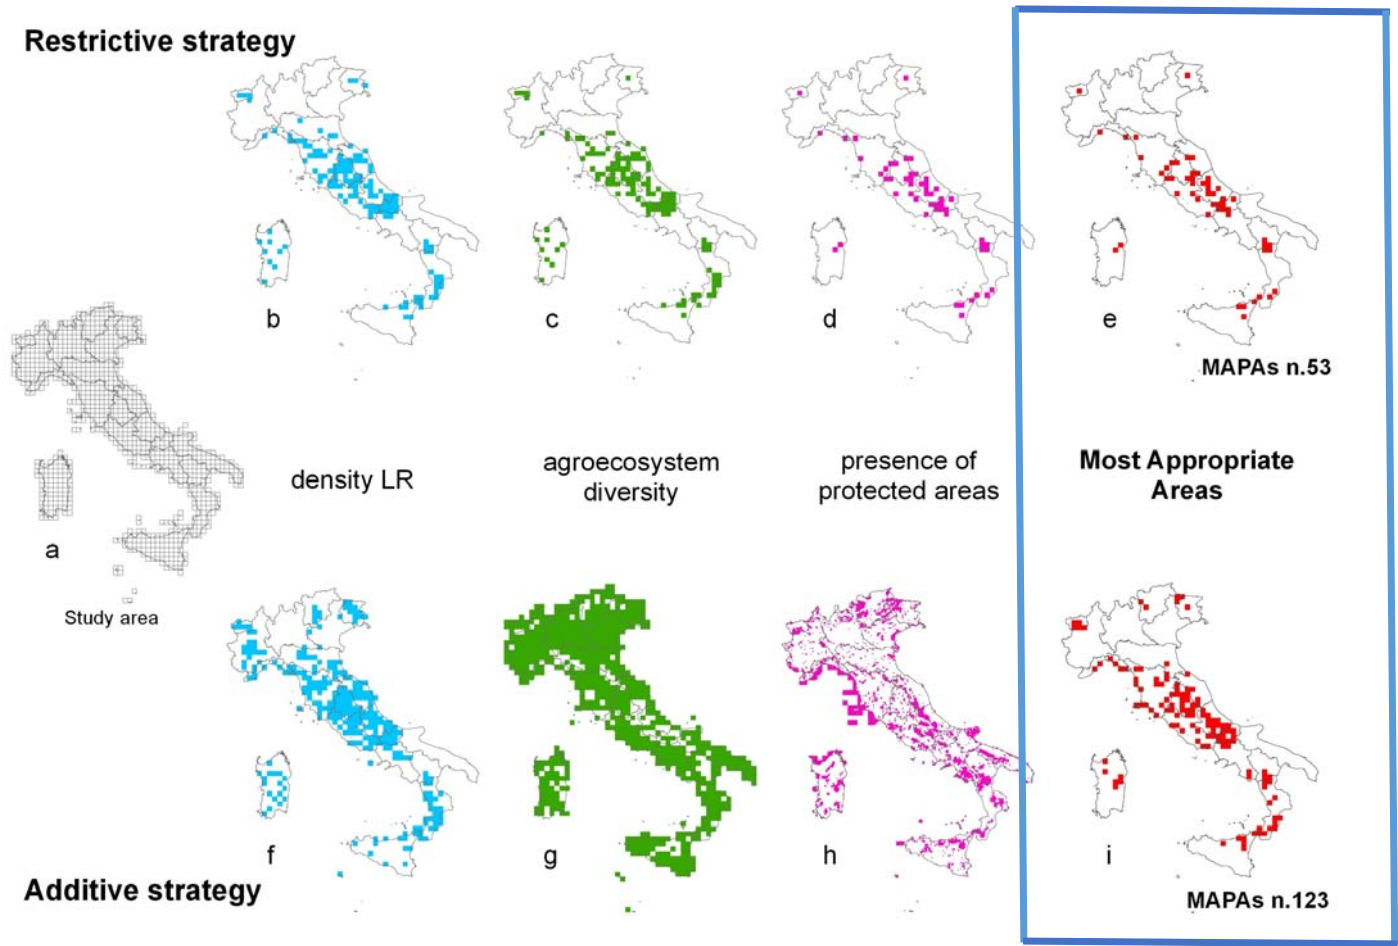 Restrictive strategy
b
c
d
e
MAPAs n.53
a
Study area
density LR
agroecosystem
diversity
presence of
protected areas
Most Appropriate
Areas
f
g
h
i
MAPAs n.123
Additive strategy